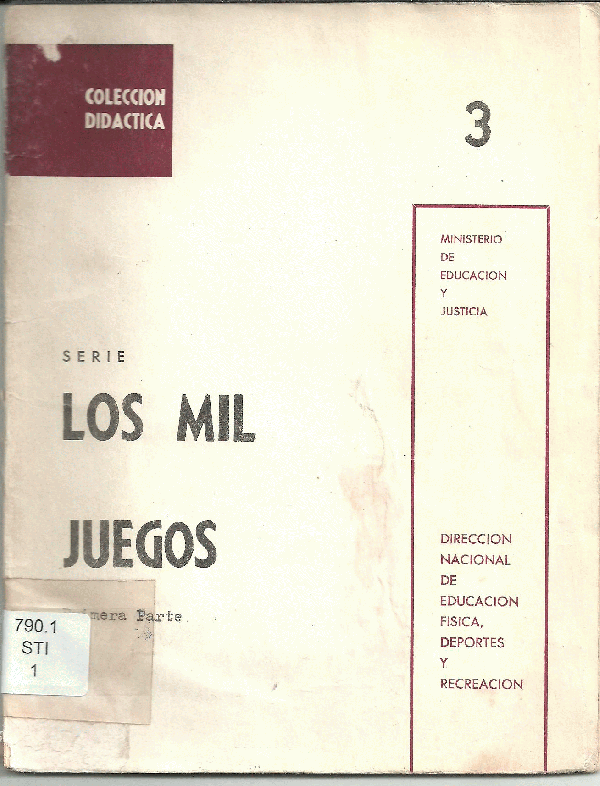 COLECCION
DIDACTICA
3
MINISTERIO
DE
EDUCACION
Y
JUSTICIA
SERIE
LOS MIL
JUEGOS
Parte
790.1
STI
1
DIRECCION
NACIONAL
DE
EDUCACION
FISICA,
DEPORTES
Y
RECREACION